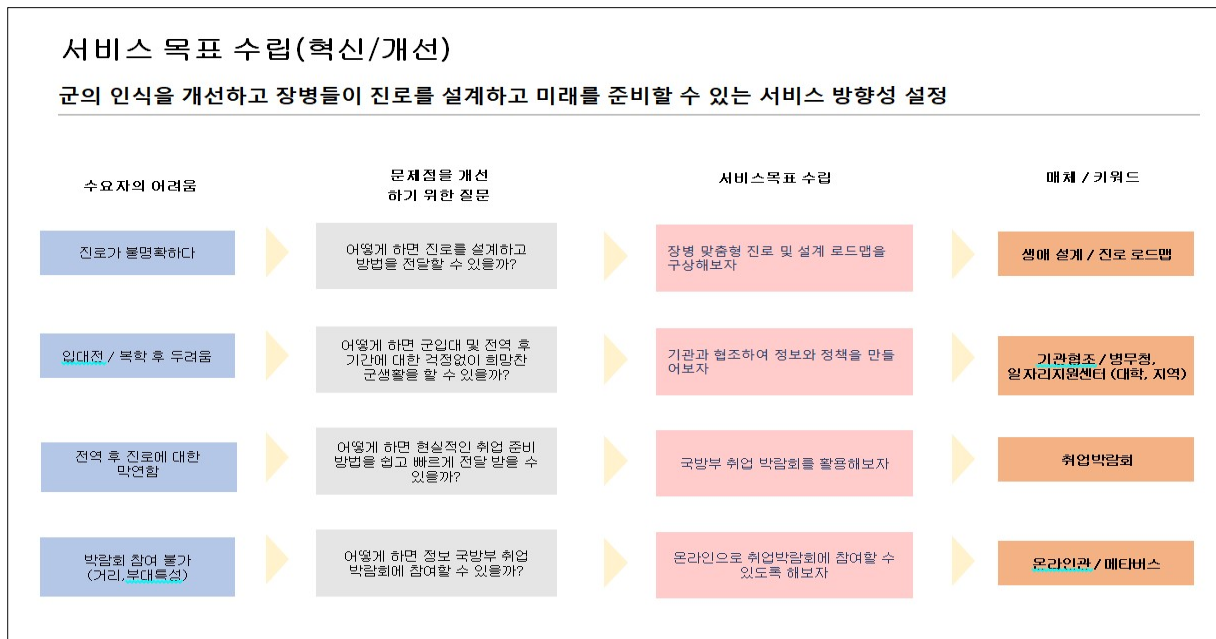 서비스 목표 수립(혁신/개선)
군의 인식을 개선하고 장병들이 진로를 설계하고 미래를 준비할 수 있는 서비스 방향성 설정
수요자의 어려움
문제점을 개선
하기 위한 질문
서비스목표 수립
매체 / 키워드
진로가 불명확하다
어떻게 하면 진로를 설계하고
방법을 전달할 수 있을까?
장병 맞춤형 진로 및 설계 로드맵을
구상해보자
생애 설계 / 진로 로드맵
입대전 / 복학 후 두려움
어떻게 하면 군입대 및 전역 후
기간에 대한 걱정없이 희망찬
군생활을 할 수 있을까?
기관과 협조하여 정보와 정책을 만들
어보자
기관협조 / 병무청,
일자리지원센터 (대학, 지역)
전역 후 진로에 대한
막연함
어떻게 하면 현실적인 취업 준비
방법을 쉽고 빠르게 전달 받을 수
있을까?
국방부 취업 박람회를 활용해보자
취업박람회
박람회 참여 불가
(거리,부대특성)
어떻게 하면 정보 국방부 취업
박람회에 참여할 수 있을까?
온라인으로 취업박람회에 참여할 수
있도록 해보자
온라인관 / 메타버스